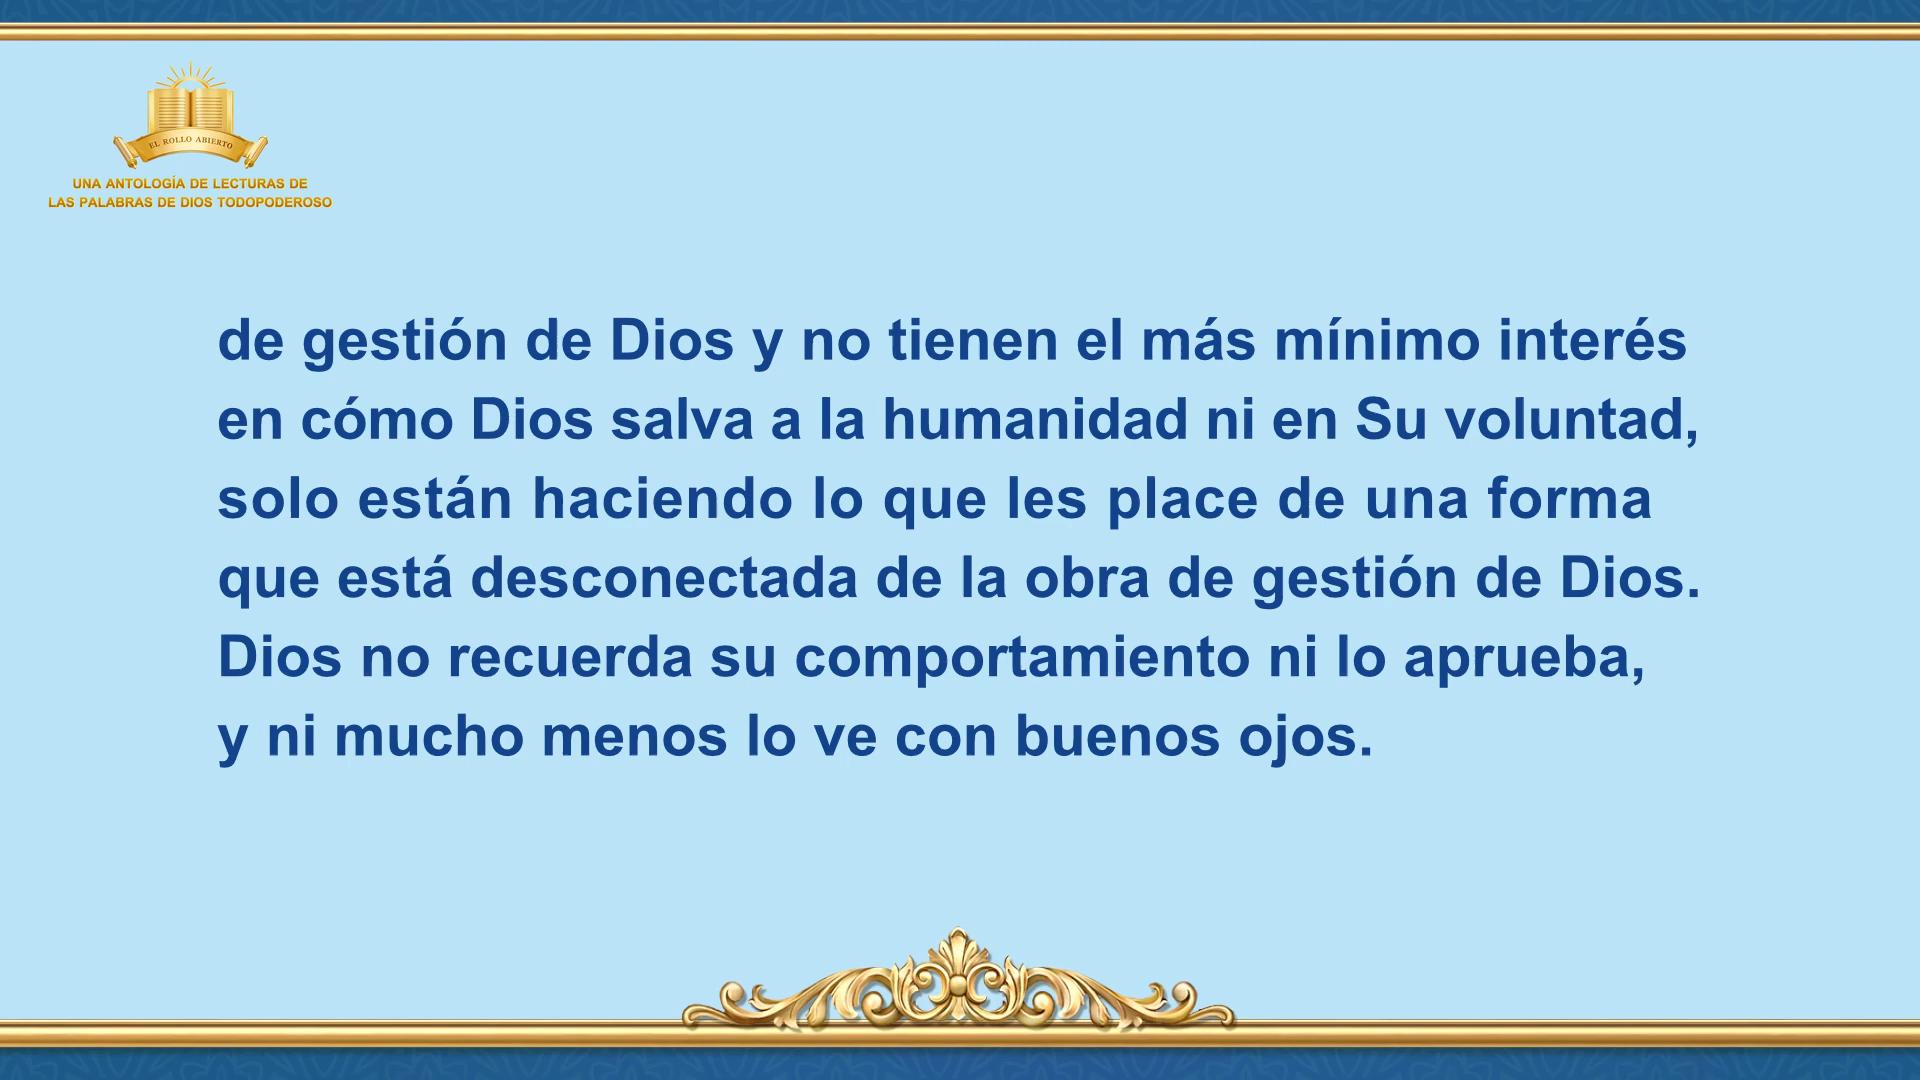 EL ROLLO ABIERTO
UNA ANTOLOGÍA DE LECTURAS DE
LAS PALABRAS DE DIOS TODOPODEROSO
de gestión de Dios y no tienen el más mínimo interés
en cómo Dios salva a la humanidad ni en Su voluntad,
solo están haciendo lo que les place de una forma
que está desconectada de la obra de gestión de Dios.
Dios no recuerda su comportamiento ni lo aprueba,
y ni mucho menos lo ve con buenos ojos.